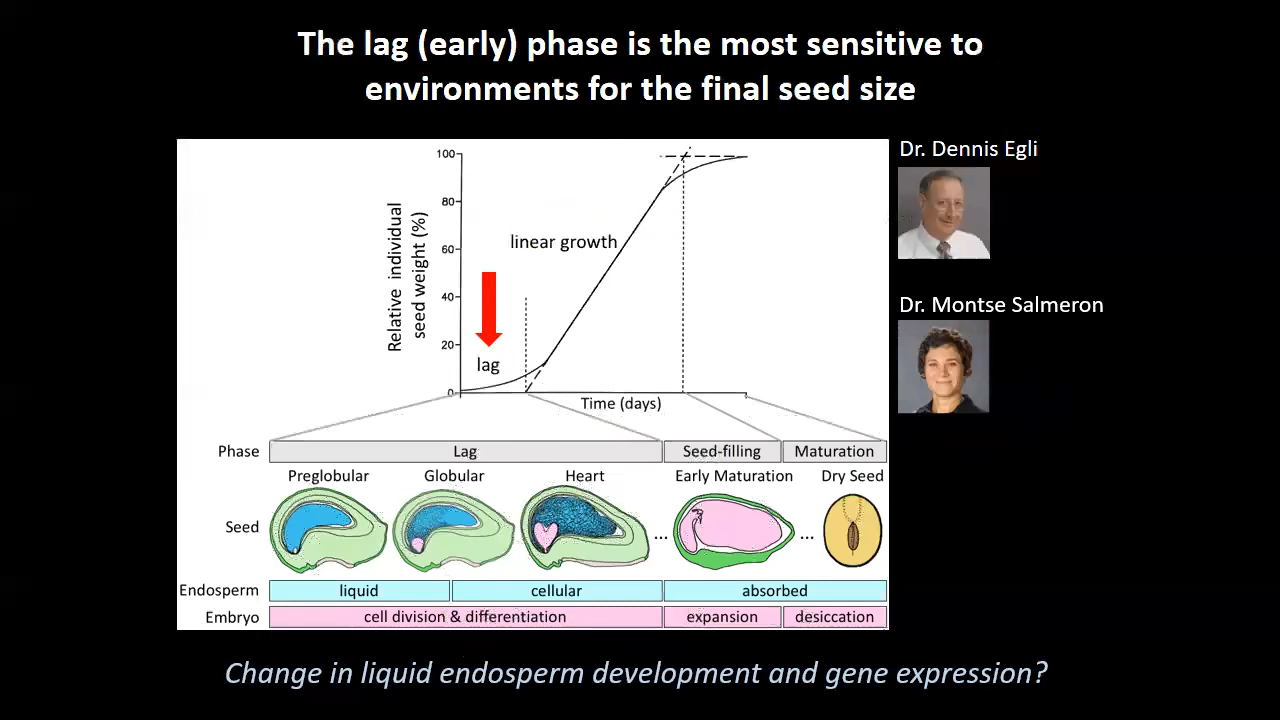 The lag (early) phase is the most sensitive to
environments for the final seed size
Dr. Dennis Egli
Dr. Montse Salmeron
Relative individual
seed weight (%)
100
80
60
40
20
0
linear growth
lag
Time (days)
Phase
Lag
Seed-filling
Maturation
Preglobular
Globular
Heart
Early Maturation
Dry Seed
Seed
...
...
Endosperm
liquid
cellular
absorbed
Embryo
cell division & differentiation
expansion
desiccation
Change in liquid endosperm development and gene expression?